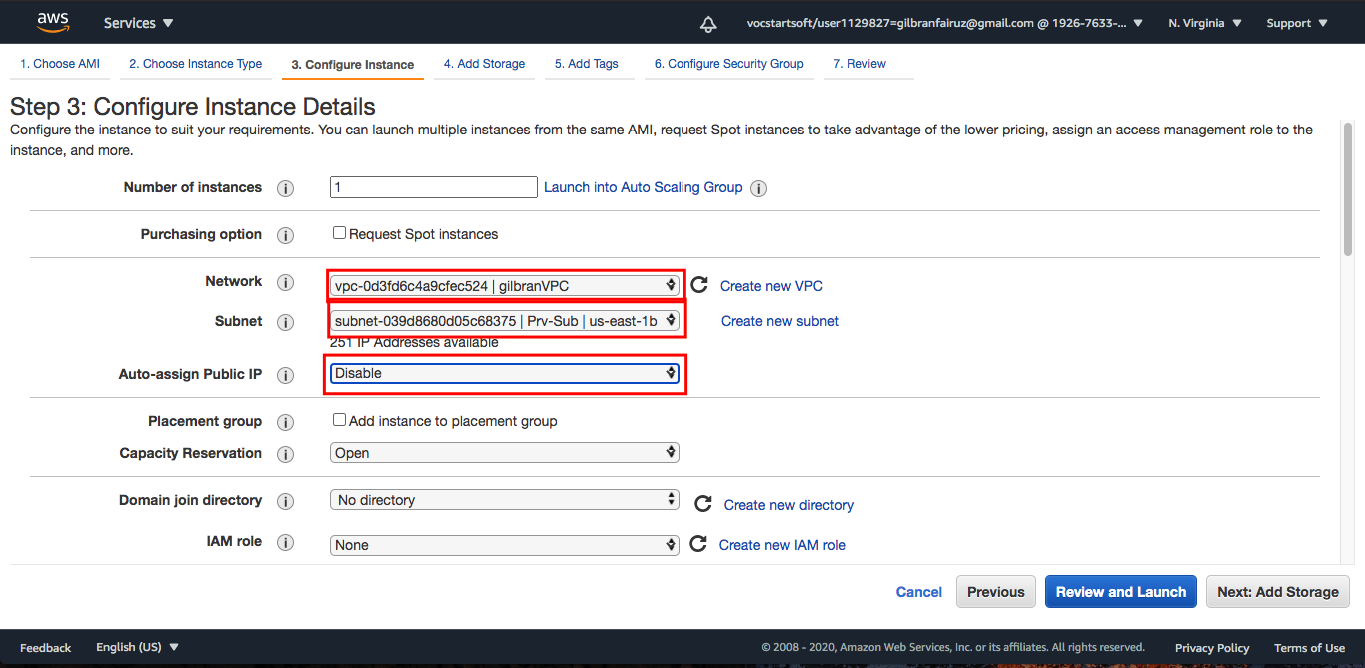 aws Services vocstartsoft/user1129827=gilbranfairuz@gmail.com @ 1926-7633-... N. Virginia Support
1. Choose AMI 2. Choose Instance Type 3. Configure Instance 4. Add Storage 5. Add Tags 6. Configure Security Group 7. Review
Step 3: Configure Instance Details
Configure the instance to suit your requirements. You can launch multiple instances from the same AMI, request Spot instances to take advantage of the lower pricing, assign an access management role to the
instance, and more.
Number of instances i 1 Launch into Auto Scaling Group i
Purchasing option i Request Spot instances
Network i vpc-0d3fd6c4a9cfec524 | gilbranVPC Create new VPC
Subnet i subnet-039d8680d05c68375 | Prv-Sub | us-east-1b Create new subnet
251 IP Addresses available
Auto-assign Public IP i Disable
Placement group i Add instance to placement group
Capacity Reservation i Open
Domain join directory i No directory Create new directory
IAM role i None Create new IAM role
Cancel Previous Review and Launch Next: Add Storage
Feedback English (US) © 2008 - 2020, Amazon Web Services, Inc. or its affiliates. All rights reserved. Privacy Policy Terms of Use